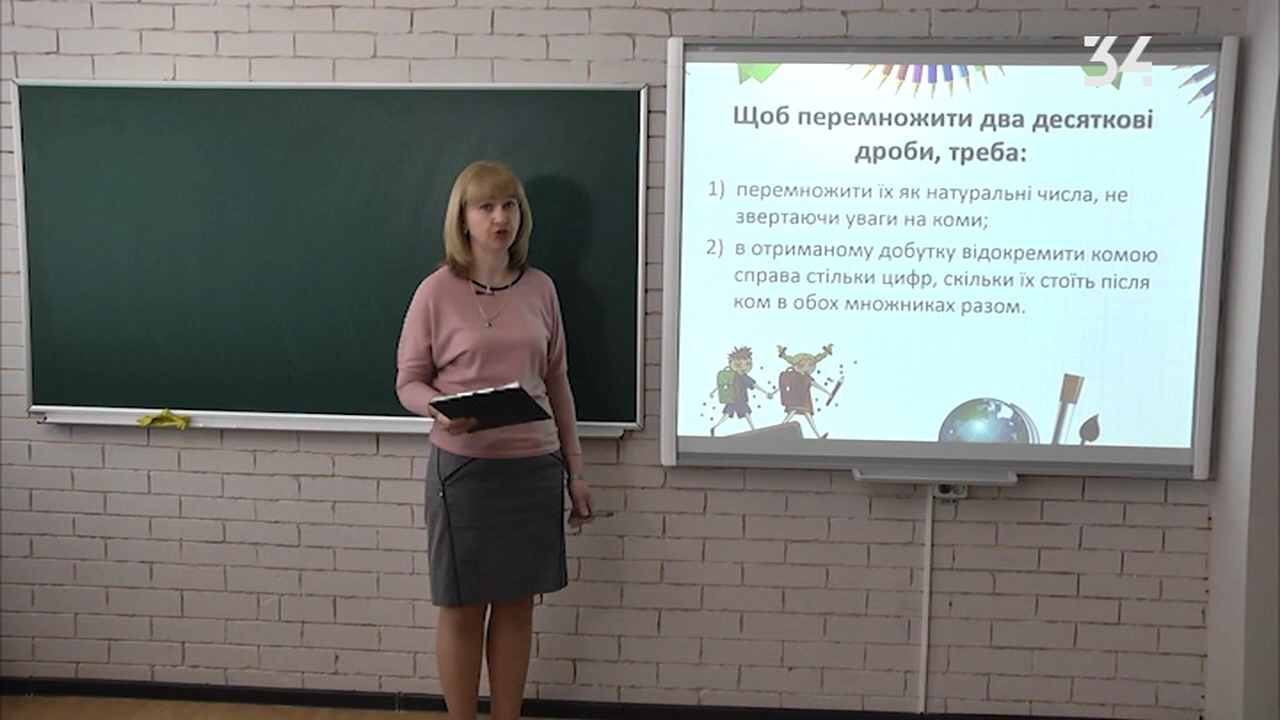 34
Щоб перемножити два десяткові
дроби, треба:
1) перемножити їх як натуральні числа, не
звертаючи уваги на коми;
2) в отриманому добутку відокремити комою
справа стільки цифр, скільки їх стоїть після
ком в обох множниках разом.